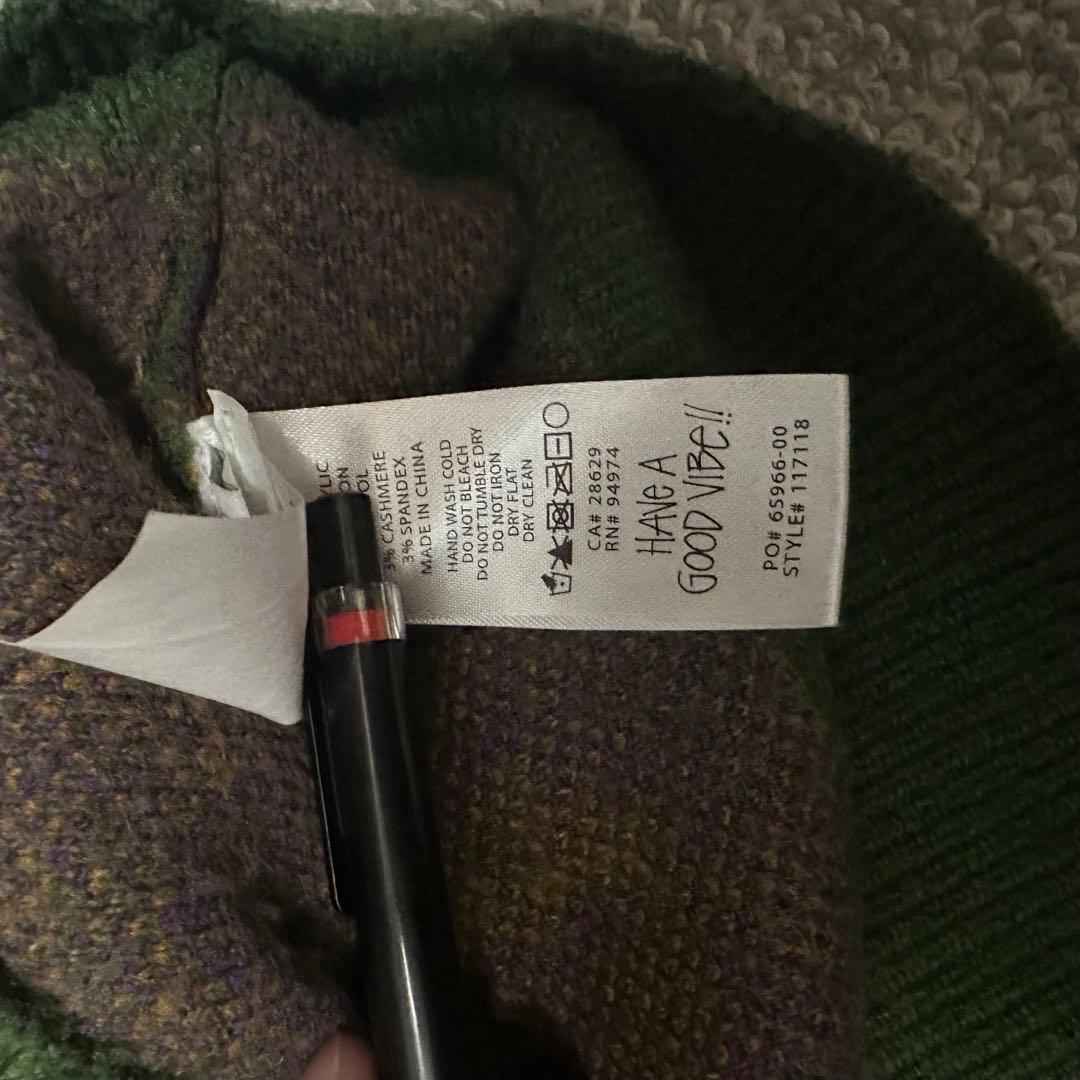 3% CASHMERE
3% SPANDEX
MADE IN CHINA
HAND WASH COLD
DO NOT BLEACH
DO NOT TUMBLE DRY
DO NOT IRON
DRY FLAT
DRY CLEAN
CA# 28629
RN# 94974
HAVE A
GOOD VIBE!!
PO# 65966-00
STYLE# 117118